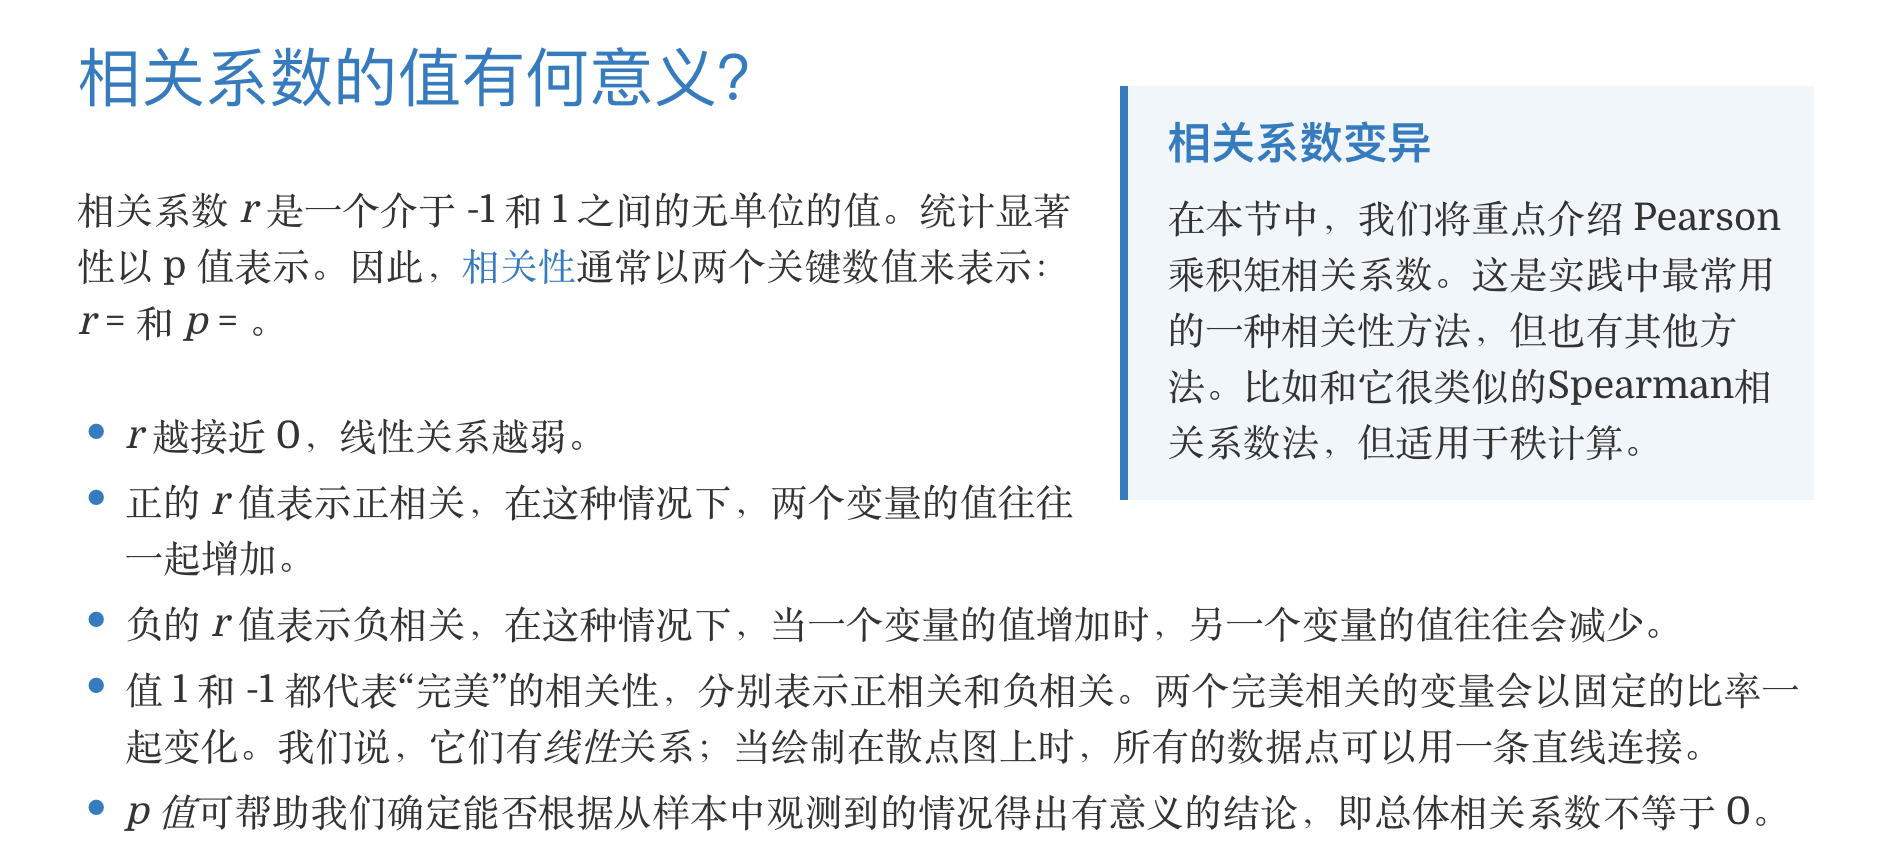 相关系数的值有何意义?
相关系数 r 是一个介于 -1 和 1 之间的无单位的值。统计显著
性以 p 值表示。因此，相关性通常以两个关键数值来表示：
r = 和 p = 。
r 越接近 0，线性关系越弱。
正的 r 值表示正相关，在这种情况下，两个变量的值往往
一起增加。
负的 r 值表示负相关，在这种情况下，当一个变量的值增加时，另一个变量的值往往会减少。
值 1 和 -1 都代表“完美”的相关性，分别表示正相关和负相关。两个完美相关的变量会以固定的比率一
起变化。我们说，它们有线性关系；当绘制在散点图上时，所有的数据点可以用一条直线连接。
p 值可帮助我们确定能否根据从样本中观测到的情况得出有意义的结论，即总体相关系数不等于 0。
相关系数变异
在本节中，我们将重点介绍 Pearson
乘积矩相关系数。这是实践中最常用
的一种相关性方法，但也有其他方
法。比如和它很类似的Spearman相
关系数法，但适用于秩计算。